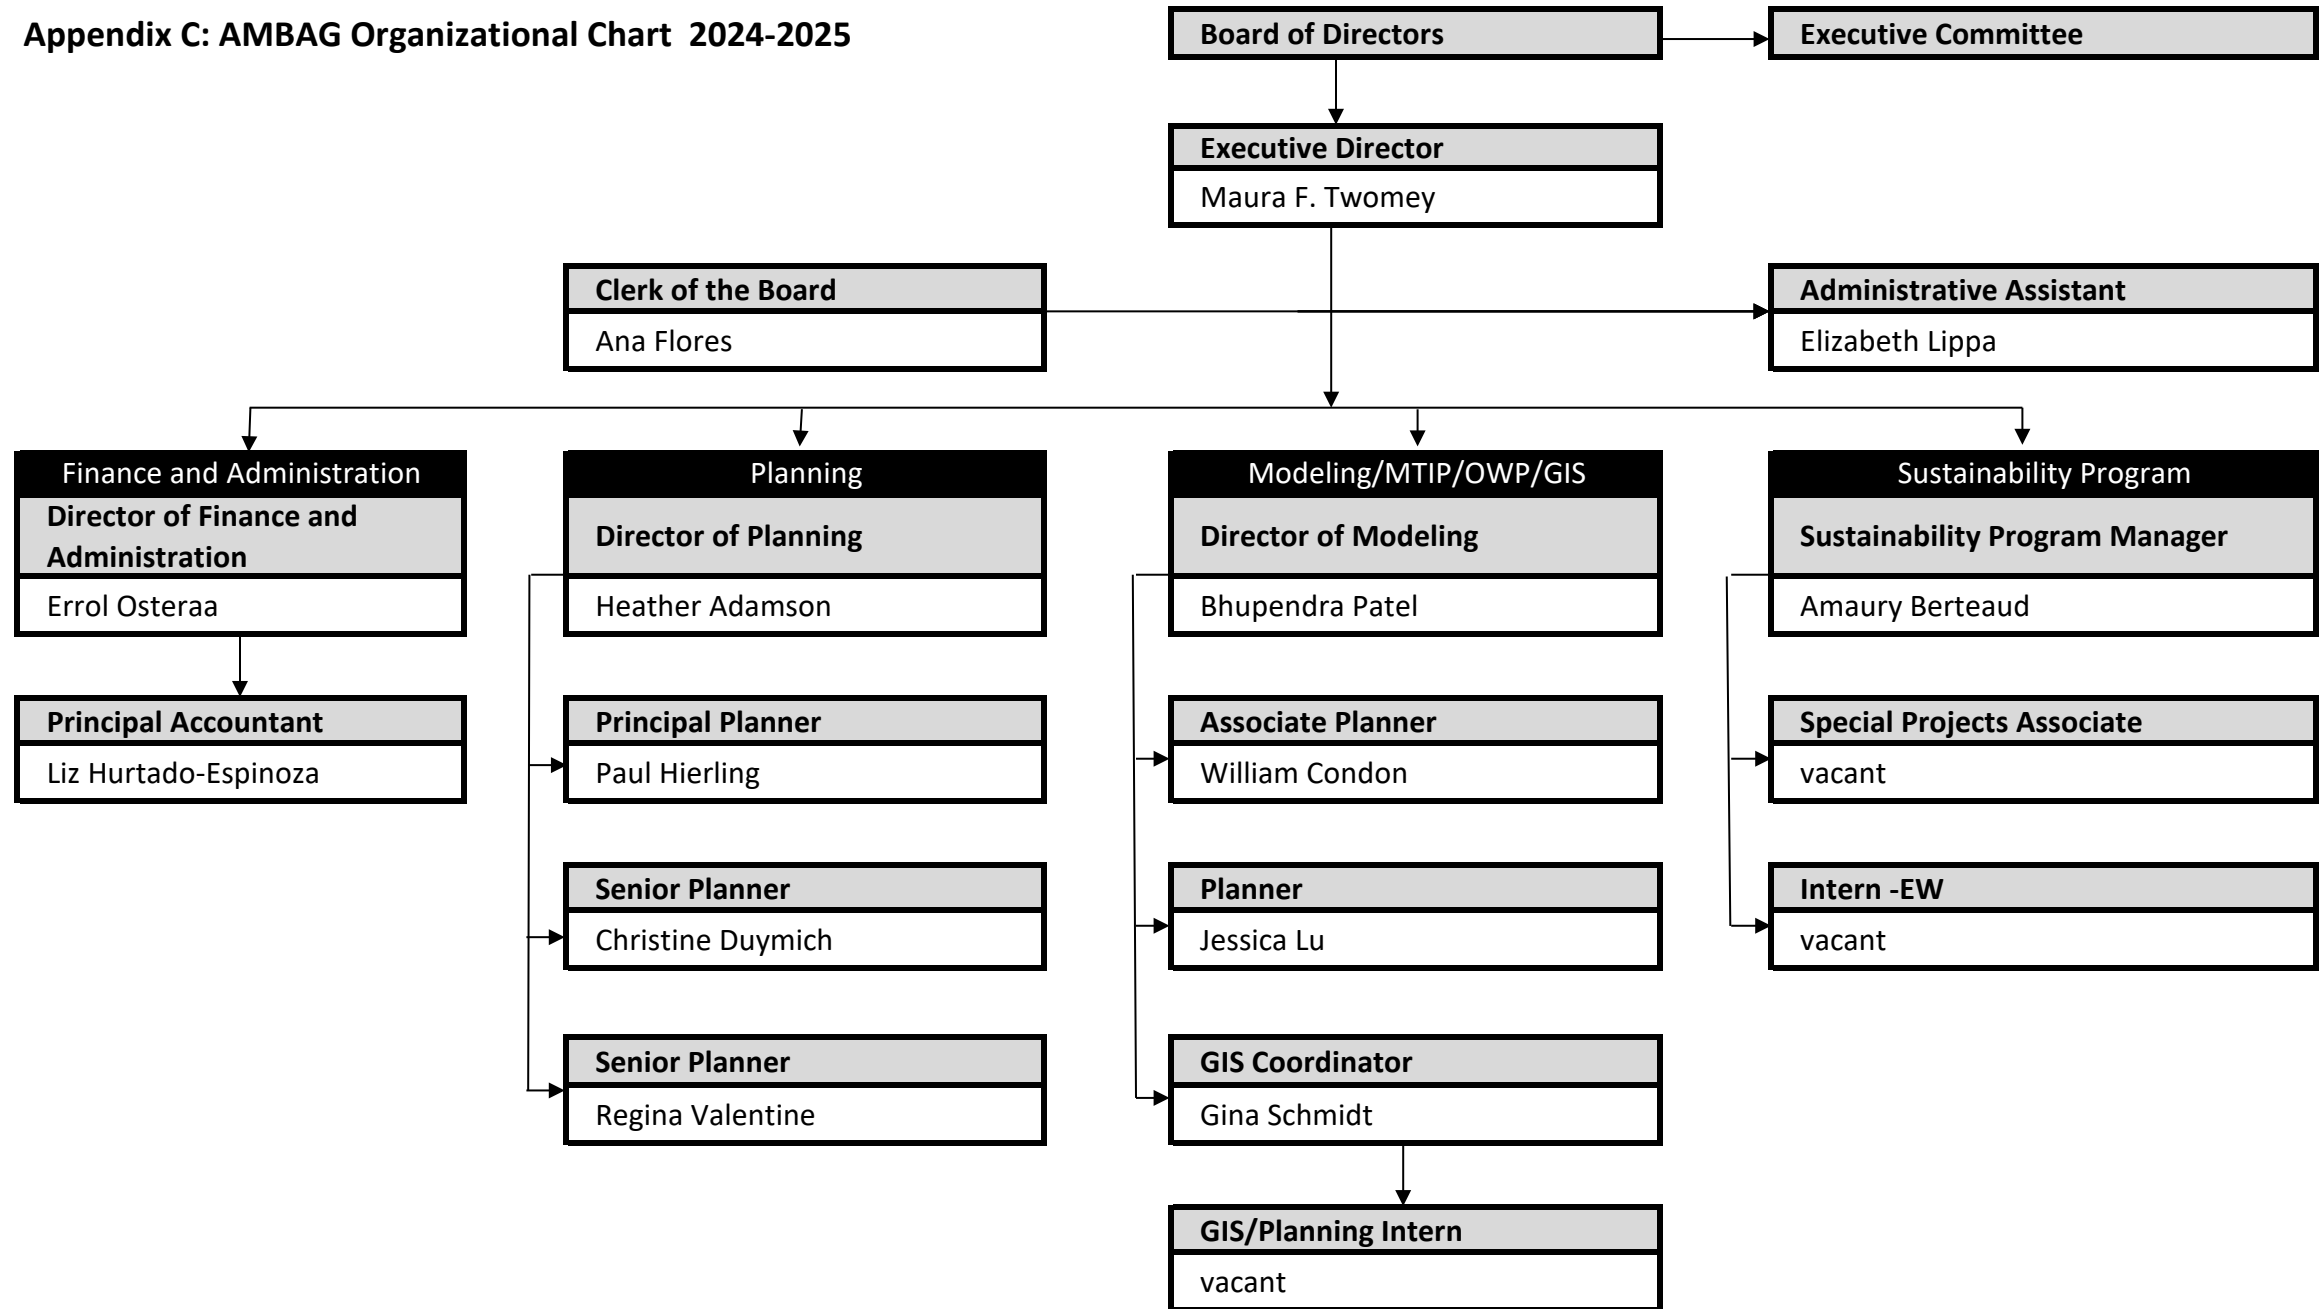 Appendix C: AMBAG Organizational Chart 2024-2025
Board of Directors
Executive Committee
Executive Director
Maura F. Twomey
Clerk of the Board
Ana Flores
Administrative Assistant
Elizabeth Lippa
Finance and Administration
Director of Finance and
Administration
Errol Osteraa
Principal Accountant
Liz Hurtado-Espinoza
Planning
Director of Planning
Heather Adamson
Principal Planner
Paul Hierling
Senior Planner
Christine Duymich
Senior Planner
Regina Valentine
Modeling/MTIP/OWP/GIS
Director of Modeling
Bhupendra Patel
Associate Planner
William Condon
Planner
Jessica Lu
GIS Coordinator
Gina Schmidt
GIS/Planning Intern
vacant
Sustainability Program
Sustainability Program Manager
Amaury Berteaud
Special Projects Associate
vacant
Intern -EW
vacant